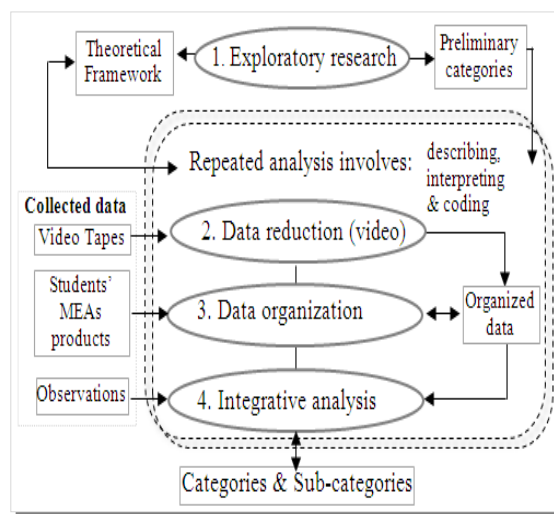 Theoretical
Framework
1. Exploratory research
Preliminary
categories
Repeated analysis involves:
describing,
interpreting
& coding
Collected data
Video Tapes
2. Data reduction (video)
Students'
MEAs
products
3. Data organization
Organized
data
Observations
4. Integrative analysis
Categories & Sub-categories